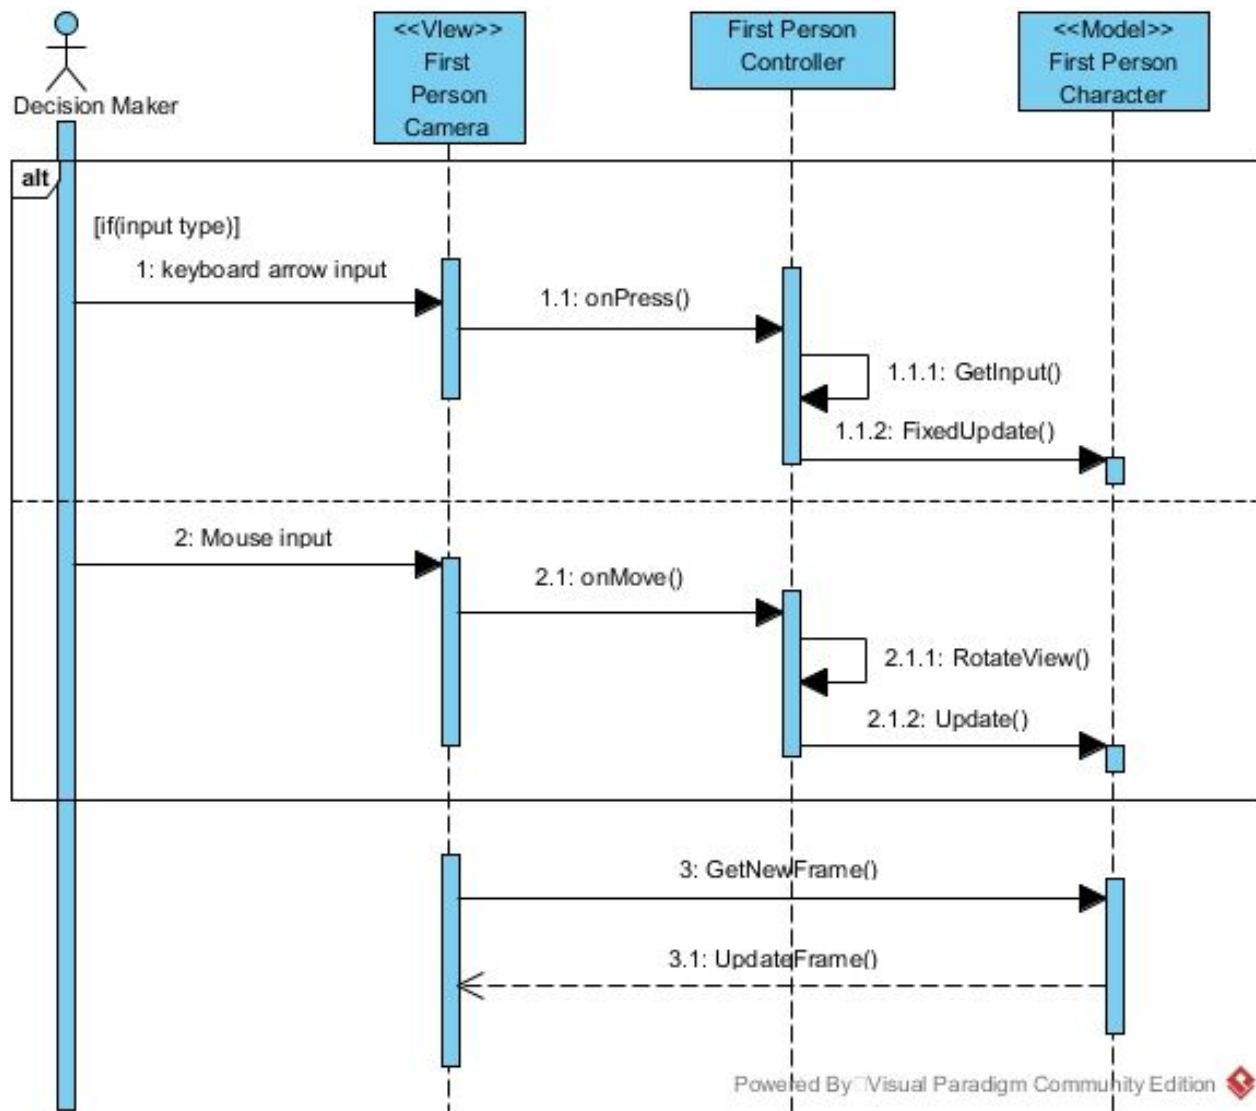 Decision Maker
<<View>>
First
Person
Camera
First Person
Controller
<<Model>>
First Person
Character
alt
[if(input type)]
1: keyboard arrow input
1.1: onPress()
1.1.1: GetInput()
1.1.2: FixedUpdate()
2: Mouse input
2.1: onMove()
2.1.1: RotateView()
2.1.2: Update()
3: GetNewFrame()
3.1: UpdateFrame()
Powered By Visual Paradigm Community Edition